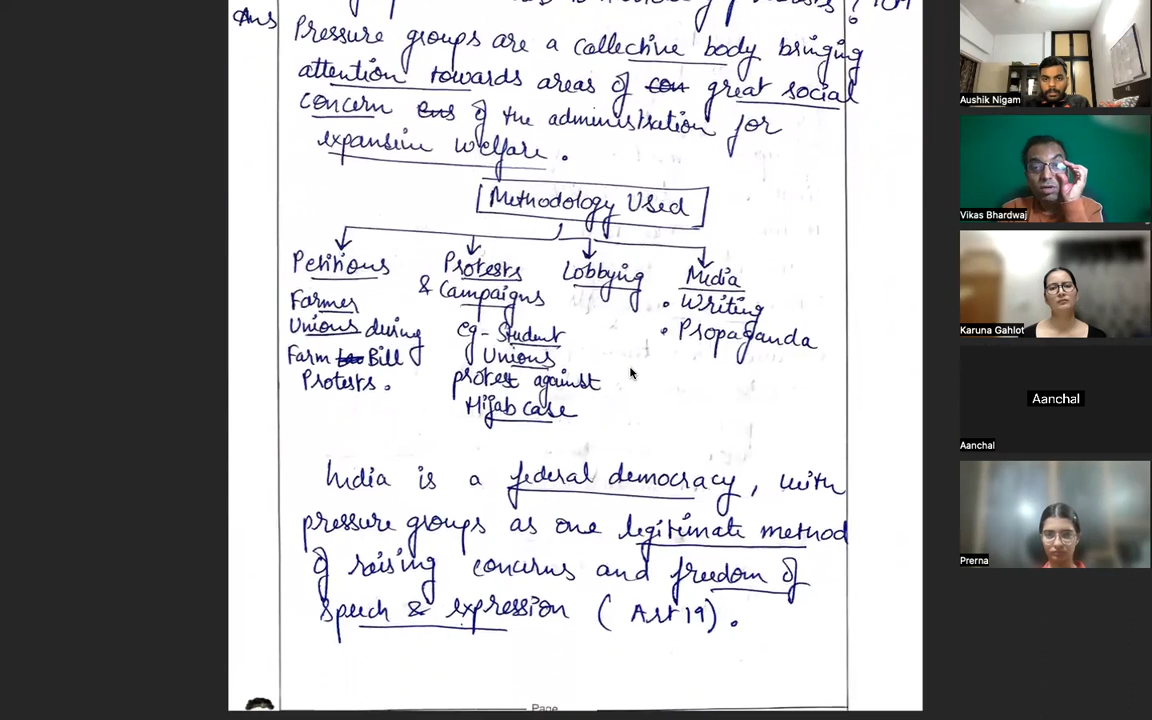 Ans
Pressure groups are a collective body bringing
attention towards areas of great social
concern of the administration for
expansive welfare.
Methodology Used
Petitions
Farmer
Unions during
Farm Bill
Protests.
Protests
& Campaigns
eg - Student
Unions
protest against
Hijab case
Lobbying
Media
• Writing
• Propaganda
India is a federal democracy, with
pressure groups as one legitimate method
of raising concerns and freedom of
speech & expression (Art 19).
Page
Aushik Nigam
Vikas Bhardwaj
Karuna Gahlot
Aanchal
Aanchal
Prerna